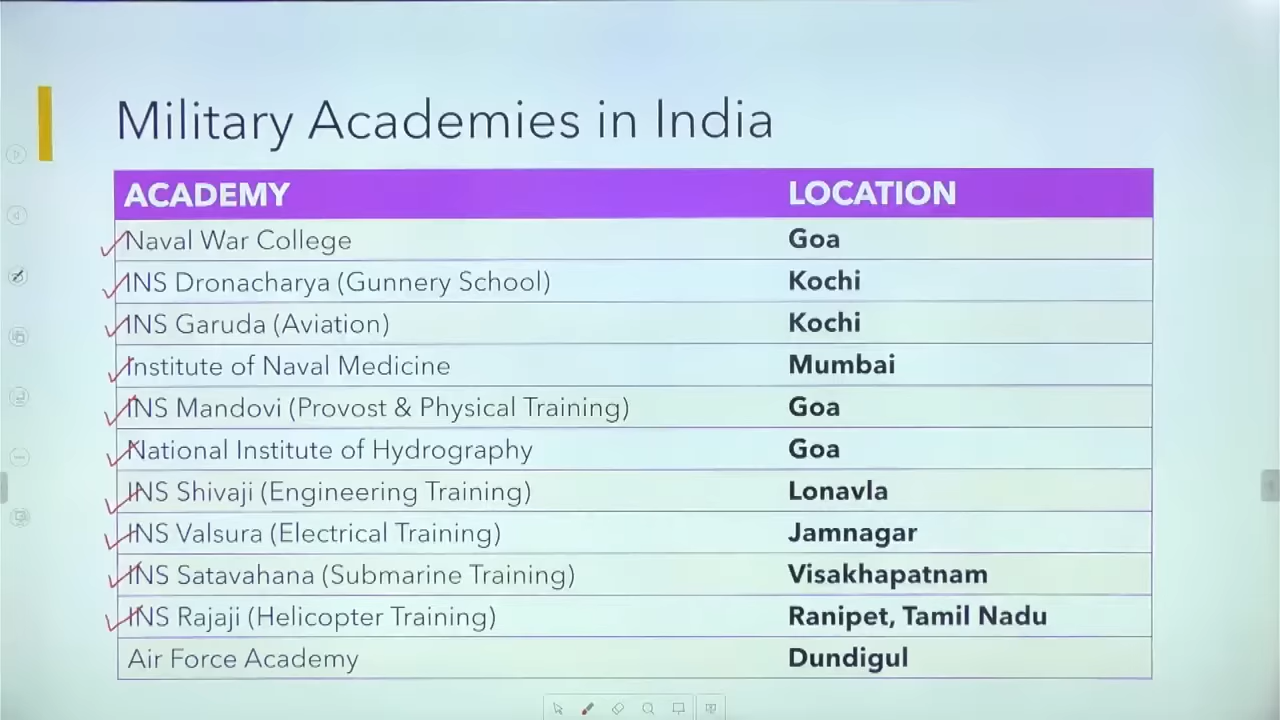 Military Academies in India
ACADEMY LOCATION
Naval War College Goa
INS Dronacharya (Gunnery School) Kochi
INS Garuda (Aviation) Kochi
Institute of Naval Medicine Mumbai
INS Mandovi (Provost & Physical Training) Goa
National Institute of Hydrography Goa
INS Shivaji (Engineering Training) Lonavla
INS Valsura (Electrical Training) Jamnagar
INS Satavahana (Submarine Training) Visakhapatnam
INS Rajaji (Helicopter Training) Ranipet, Tamil Nadu
Air Force Academy Dundigul